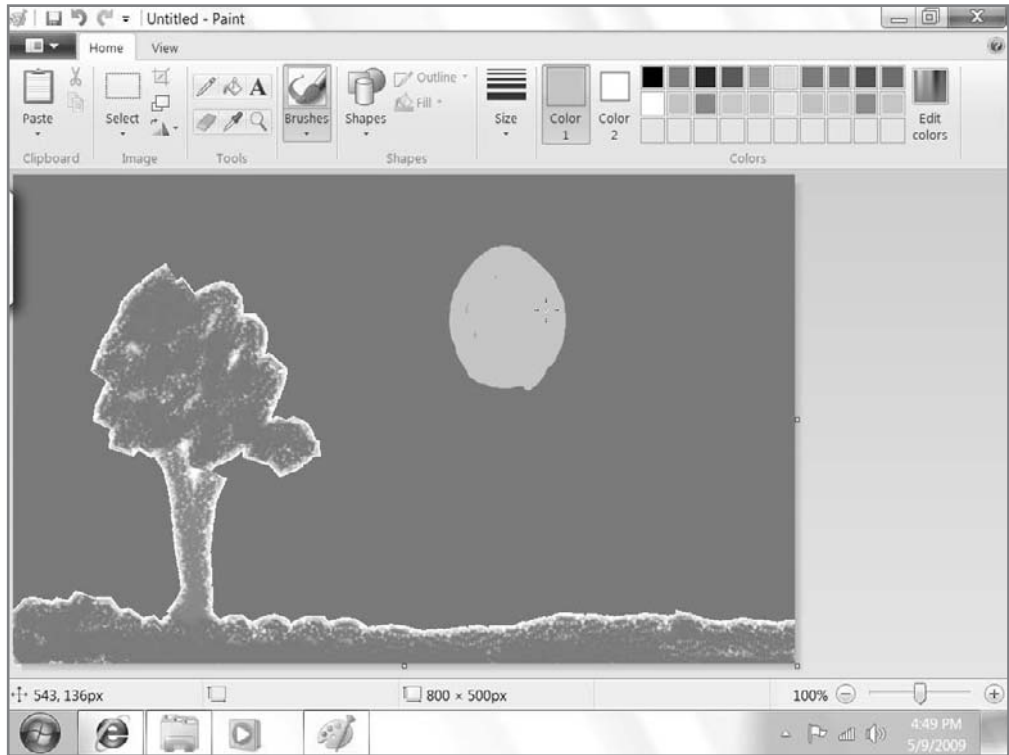 Untitled - Paint
Home View
Paste
Select
A
Brushes
Shapes
Outline
Fill
Size
Color 1
Color 2
Edit colors
Clipboard Image Tools Shapes Colors
543, 136px
800 × 500px
100%
4:49 PM
5/9/2009